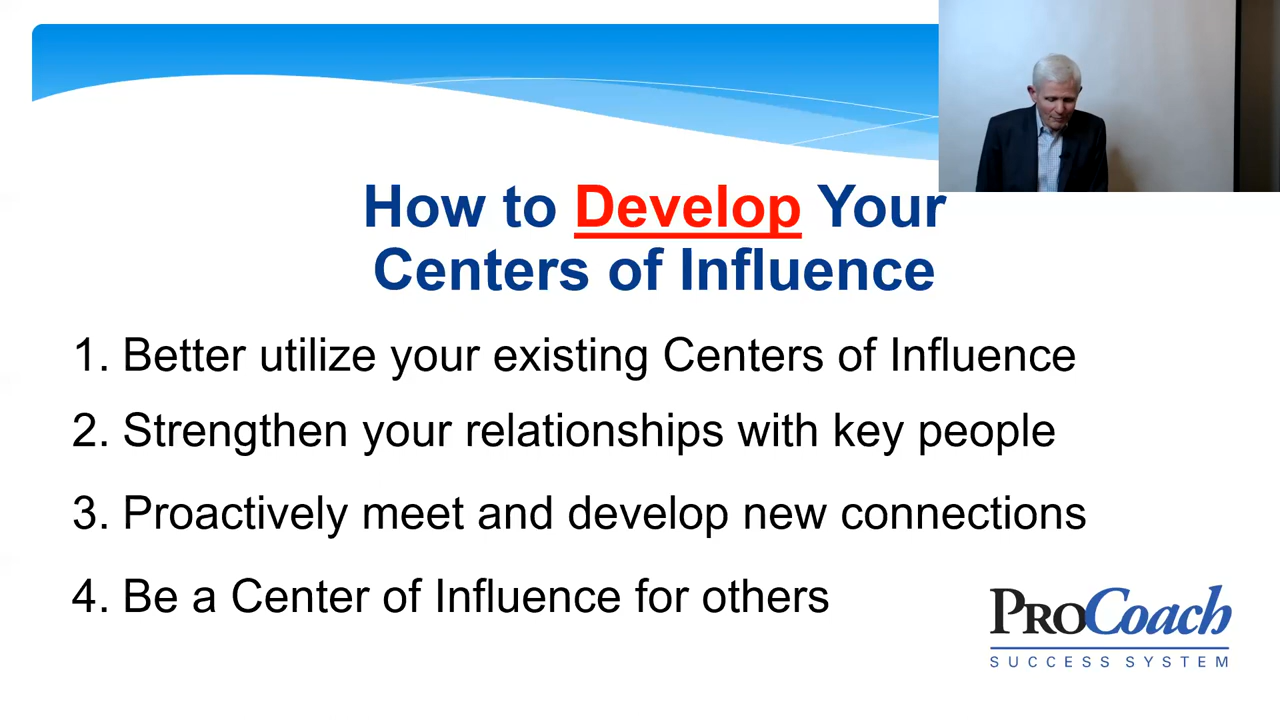 How to Develop Your
Centers of Influence
1. Better utilize your existing Centers of Influence
2. Strengthen your relationships with key people
3. Proactively meet and develop new connections
4. Be a Center of Influence for others
PROCoach
SUCCESS SYSTEM